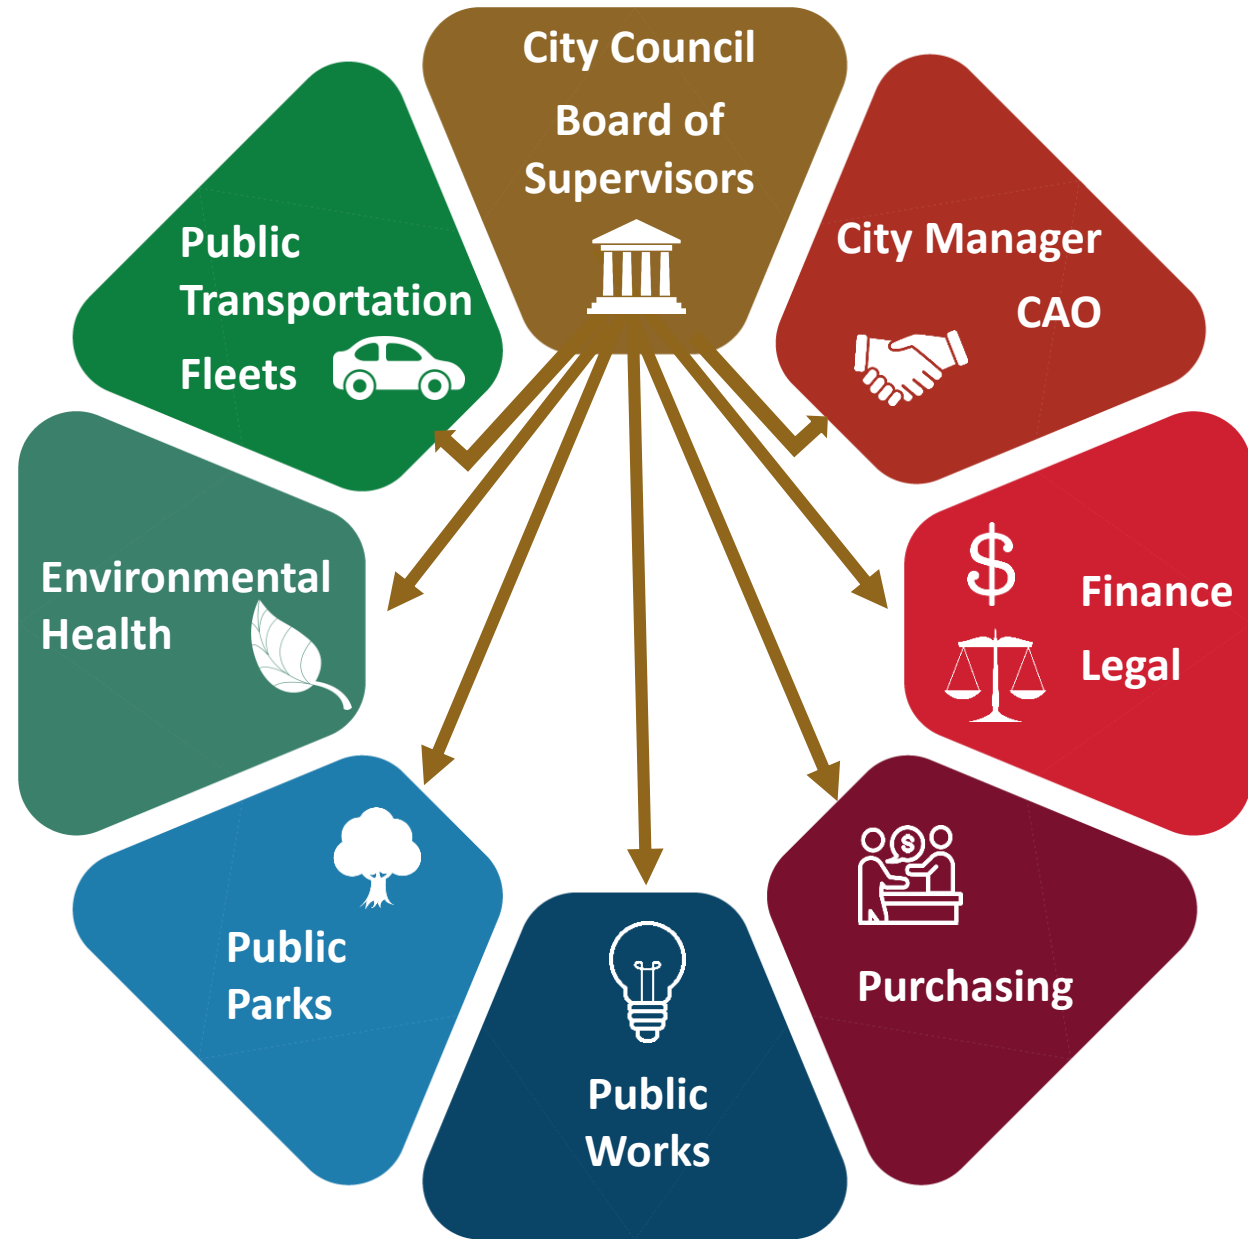 City Council
Board of
Supervisors
City Manager
CAO
Finance
Legal
$
Purchasing
$
Public
Works
Public
Parks
Environmental
Health
Public
Transportation
Fleets